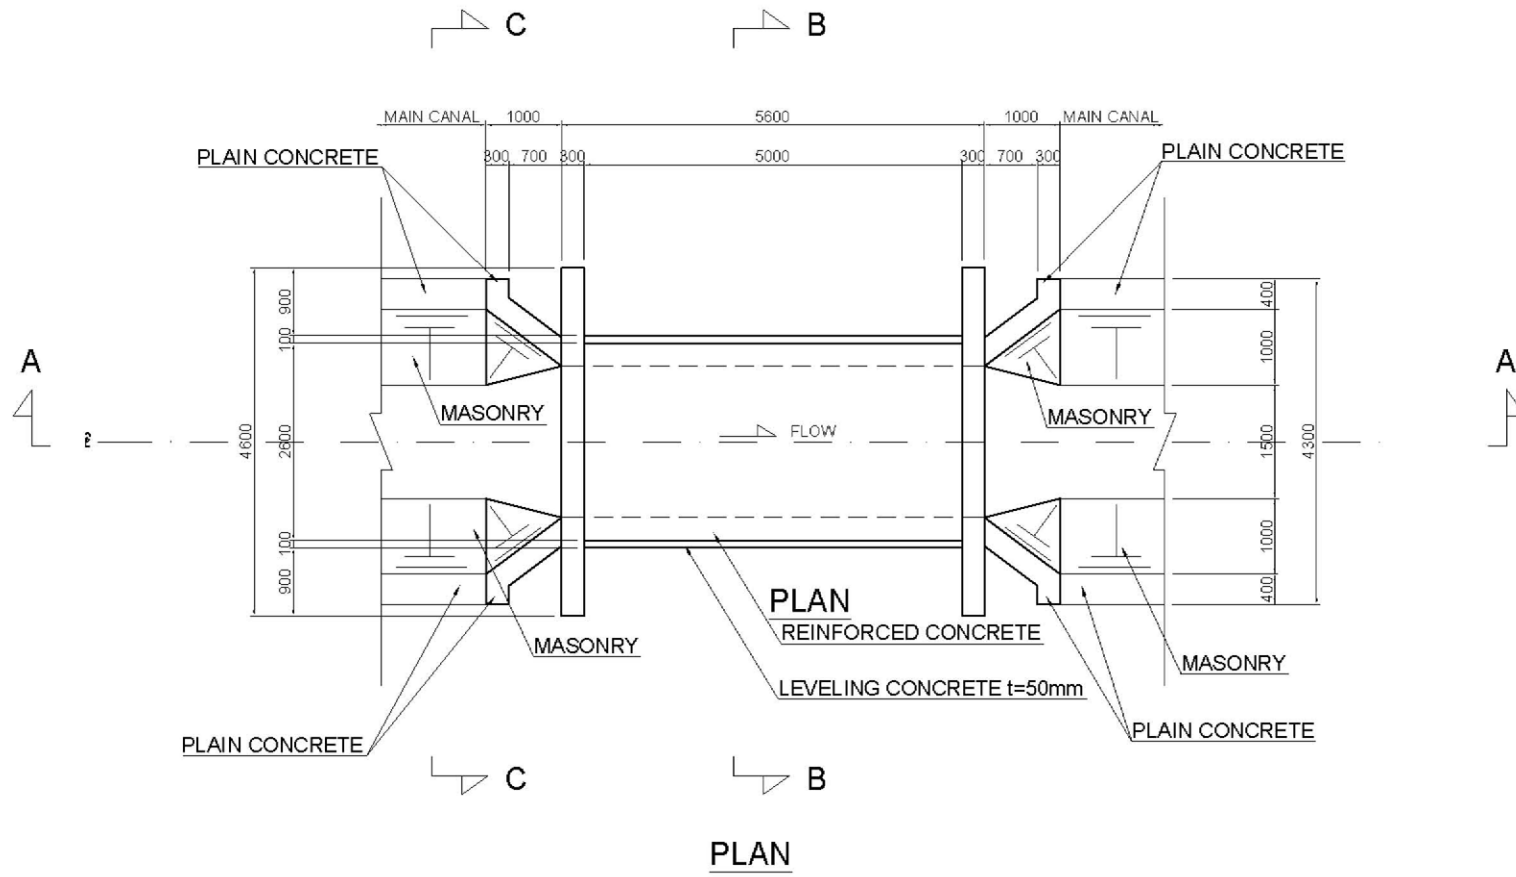 C
B
MAIN CANAL
1000
5600
1000
MAIN CANAL
PLAIN CONCRETE
300
700
300
5000
300
700
300
PLAIN CONCRETE
900
100
2600
100
900
4600
400
1000
1500
1000
400
4300
A
A
MASONRY
MASONRY
FLOW
PLAN
REINFORCED CONCRETE
MASONRY
MASONRY
LEVELING CONCRETE t=50mm
PLAIN CONCRETE
PLAIN CONCRETE
C
B
PLAN